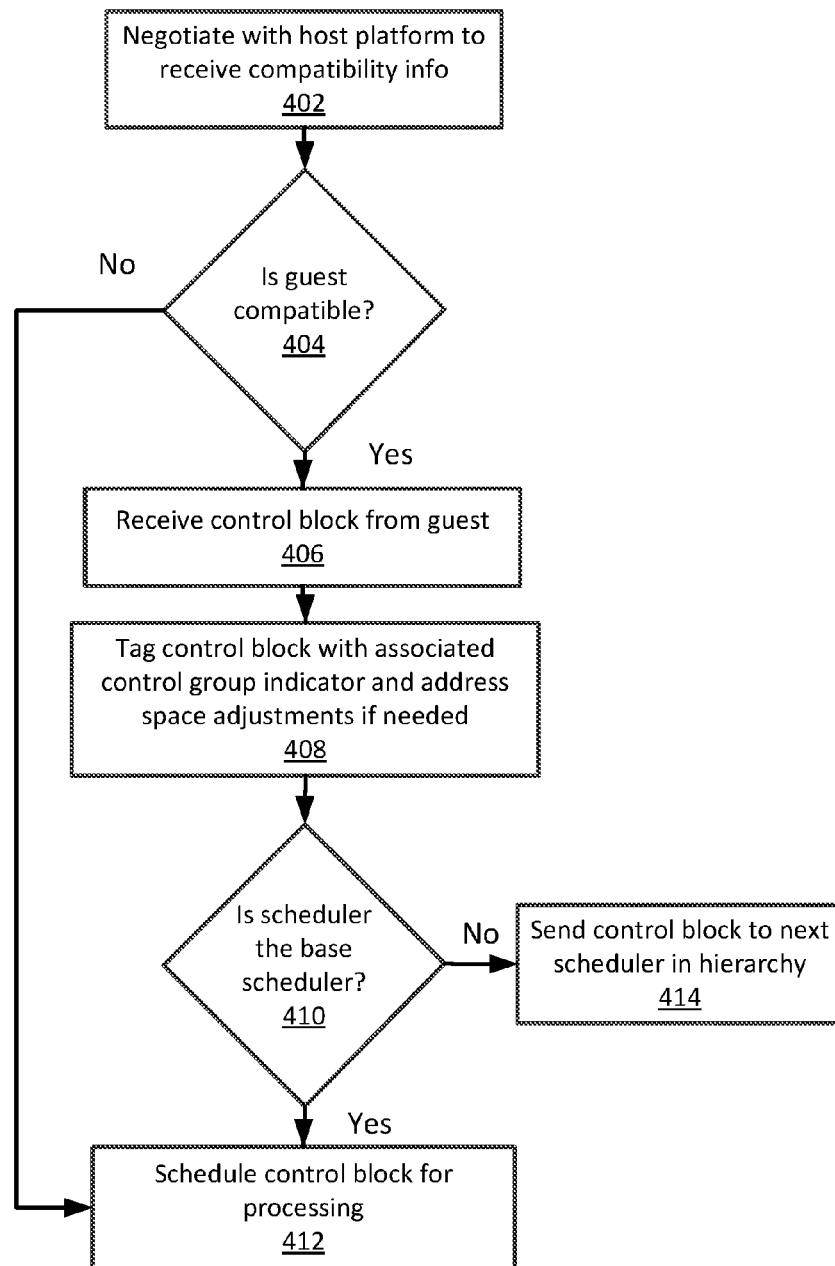 Negotiate with host platform to
receive compatibility info
402
No
Is guest
compatible?
404
Yes
Receive control block from guest
406
Tag control block with associated
control group indicator and address
space adjustments if needed
408
Is scheduler
the base
scheduler?
410
No
Send control block to next
scheduler in hierarchy
414
Yes
Schedule control block for
processing
412